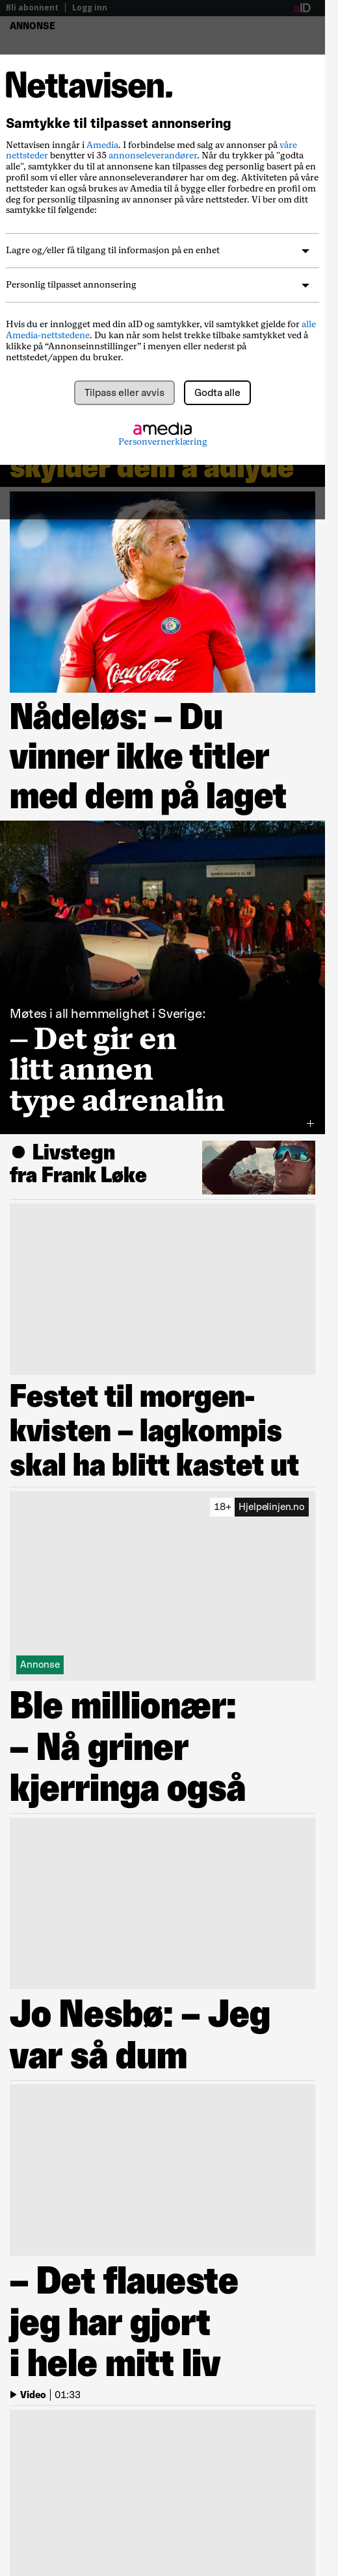 Bli abonnent | Logg inn
aID
ANNONSE
Nettavisen.
Samtykke til tilpasset annonsering
Nettavisen inngår i Amedia. I forbindelse med salg av annonser på våre
nettsteder benytter vi 35 annonseleverandører. Når du trykker på "godta
alle", samtykker du til at annonsene kan tilpasses deg personlig basert på en
profil som vi eller våre annonseleverandører har om deg. Aktiviteten på våre
nettsteder kan også brukes av Amedia til å bygge eller forbedre en profil om
deg for personlig tilpasning av annonser på våre nettsteder. Vi ber om ditt
samtykke til følgende:
Lagre og/eller få tilgang til informasjon på en enhet
Personlig tilpasset annonsering
Hvis du er innlogget med din aID og samtykker, vil samtykket gjelde for alle
Amedia-nettstedene. Du kan når som helst trekke tilbake samtykket ved å
klikke på “Annonseinnstillinger” i menyen eller nederst på
nettstedet/appen du bruker.
Tilpass eller avvis
Godta alle
amedia
Personvernerklæring
skylder dem å adlyde
Coca-Cola
Nådeløs: – Du
vinner ikke titler
med dem på laget
Møtes i all hemmelighet i Sverige:
– Det gir en
litt annen
type adrenalin
+
● Livstegn
fra Frank Løke
Festet til morgen-
kvisten – lagkompis
skal ha blitt kastet ut
18+ Hjelpelinjen.no
Annonse
Ble millionær:
– Nå griner
kjerringa også
Jo Nesbø: – Jeg
var så dum
– Det flaueste
jeg har gjort
i hele mitt liv
Video | 01:33